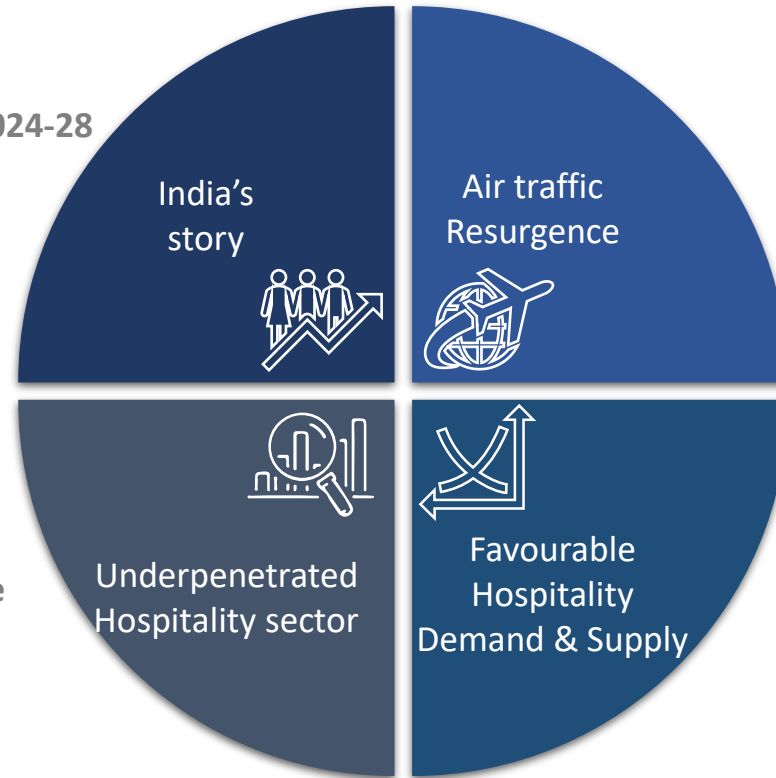 024-28
India's
story
Air traffic
Resurgence
Underpenetrated
Hospitality sector
Favourable
Hospitality
Demand & Supply